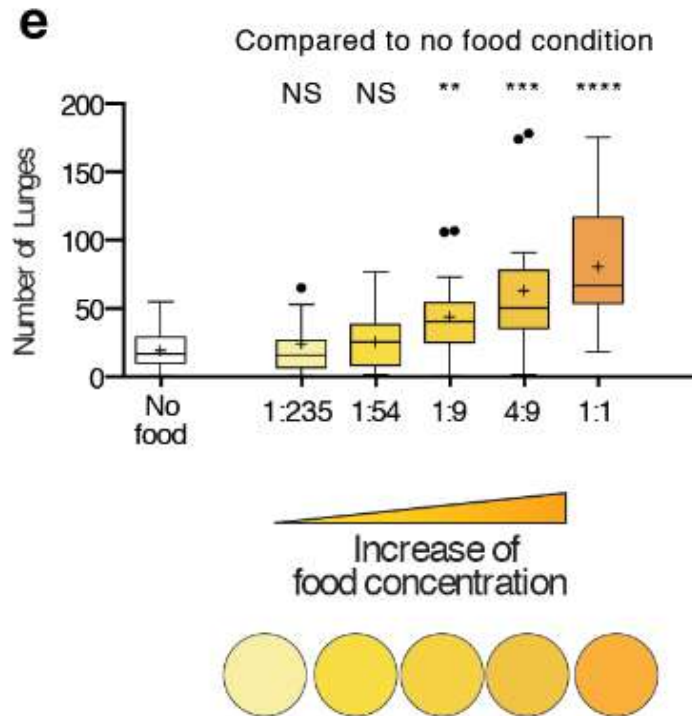 e
Compared to no food condition
NS NS ** *** ****
Number of Lunges
200
150
100
50
0
No food 1:235 1:54 1:9 4:9 1:1
Increase of
food concentration